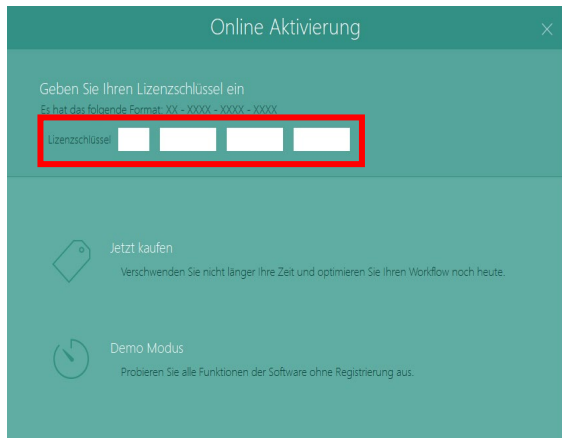 Online Aktivierung
Geben Sie Ihren Lizenzschlüssel ein
Es hat das folgende Format: XX - XXXX - XXXX - XXXX
Lizenzschlüssel
Jetzt kaufen
Verschwenden Sie nicht länger Ihre Zeit und optimieren Sie Ihren Workflow noch heute.
Demo Modus
Probieren Sie alle Funktionen der Software ohne Registrierung aus.